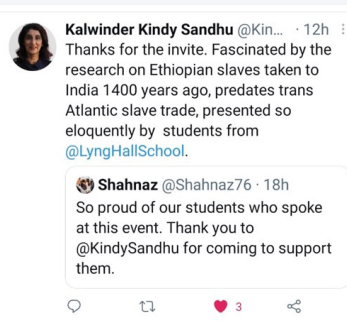 Kalwinder Kindy Sandhu @Kin... · 12h
Thanks for the invite. Fascinated by the
research on Ethiopian slaves taken to
India 1400 years ago, predates trans
Atlantic slave trade, presented so
eloquently by students from
@LyngHallSchool.
Shahnaz @Shahnaz76 · 18h
So proud of our students who spoke
at this event. Thank you to
@KindySandhu for coming to support
them.
3